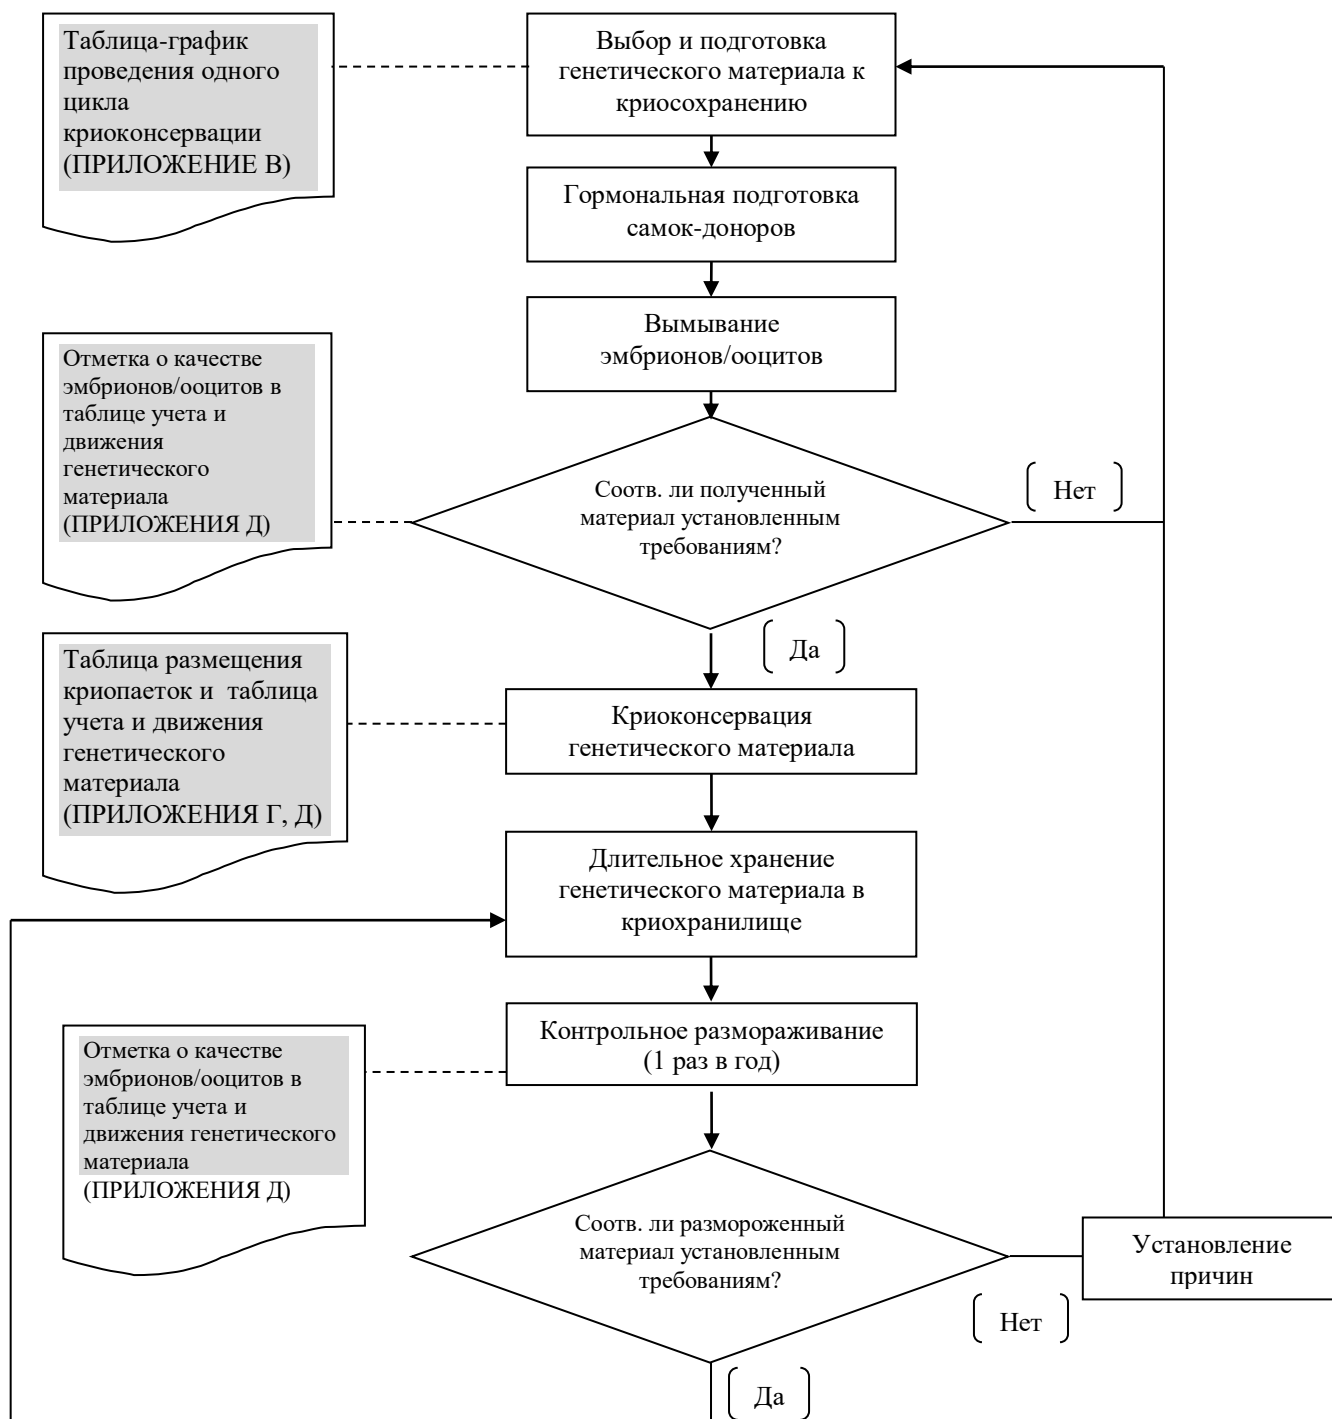 Таблица-график
проведения одного
цикла
криоконсервации
(ПРИЛОЖЕНИЕ В)
Выбор и подготовка
генетического материала к
криосохранению
Гормональная подготовка
самок-доноров
Вымывание
эмбрионов/ооцитов
Отметка о качестве
эмбрионов/ооцитов в
таблице учета и
движения
генетического
материала
(ПРИЛОЖЕНИЯ Д)
Соотв. ли полученный
материал установленным
требованиям?
Нет
Да
Таблица размещения
криопаеток и таблица
учета и движения
генетического
материала
(ПРИЛОЖЕНИЯ Г, Д)
Криоконсервация
генетического материала
Длительное хранение
генетического материала в
криохранилище
Контрольное размораживание
(1 раз в год)
Отметка о качестве
эмбрионов/ооцитов в
таблице учета и
движения генетического
материала
(ПРИЛОЖЕНИЯ Д)
Соотв. ли размороженный
материал установленным
требованиям?
Установление
причин
Нет
Да